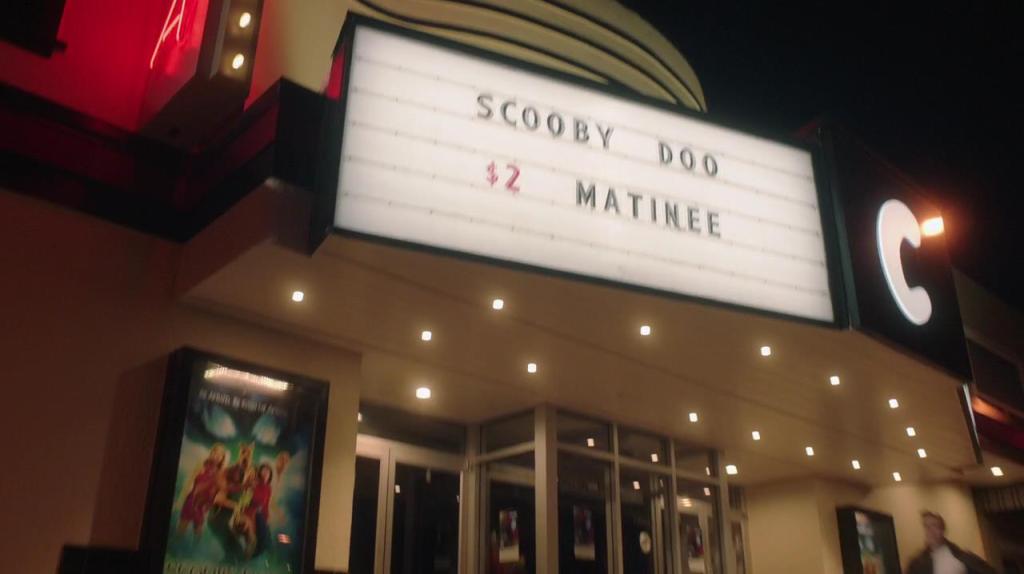 SCOOBY DOO
$2 MATINEE
C